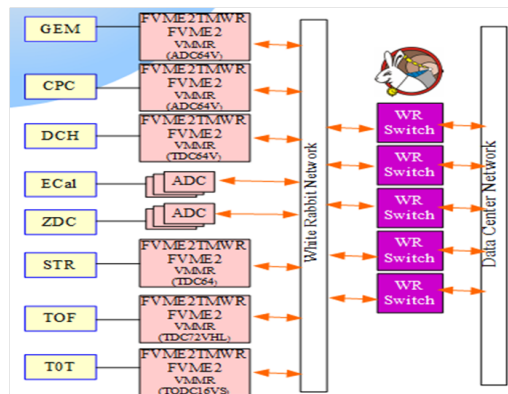 GEM
FVME2TMWR
FVME2
VMMR
(ADC64V)
CPC
FVME2TMWR
FVME2
VMMR
(ADC64V)
DCH
FVME2TMWR
FVME2
VMMR
(TDC64V)
ECal
ADC
ZDC
ADC
STR
FVME2TMWR
FVME2
VMMR
(TDC64)
TOF
FVME2TMWR
FVME2
VMMR
(TDC72VHL)
T0T
FVME2TMWR
FVME2
VMMR
(TQDC16VS)
White Rabbit Network
WR
Switch
WR
Switch
WR
Switch
WR
Switch
WR
Switch
Data Center Network